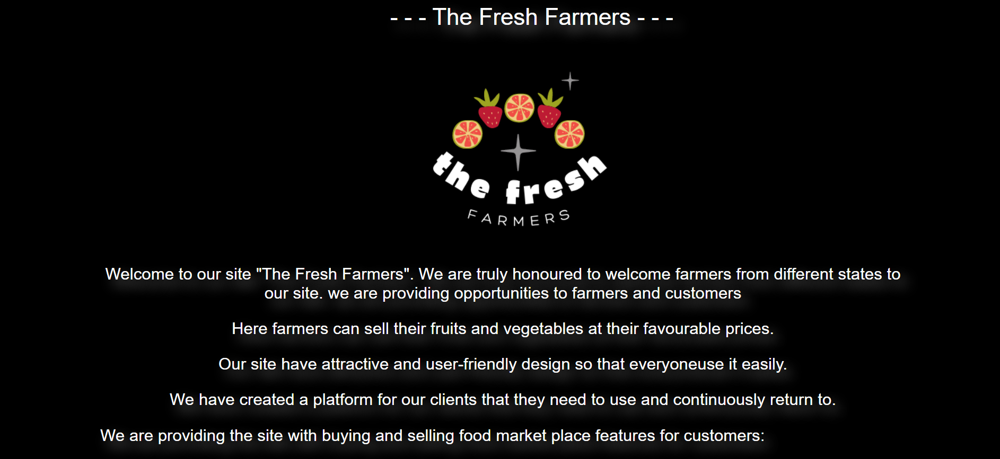 - - - The Fresh Farmers - - -
the fresh
FARMERS
Welcome to our site "The Fresh Farmers". We are truly honoured to welcome farmers from different states to
our site. we are providing opportunities to farmers and customers
Here farmers can sell their fruits and vegetables at their favourable prices.
Our site have attractive and user-friendly design so that everyoneuse it easily.
We have created a platform for our clients that they need to use and continuously return to.
We are providing the site with buying and selling food market place features for customers: